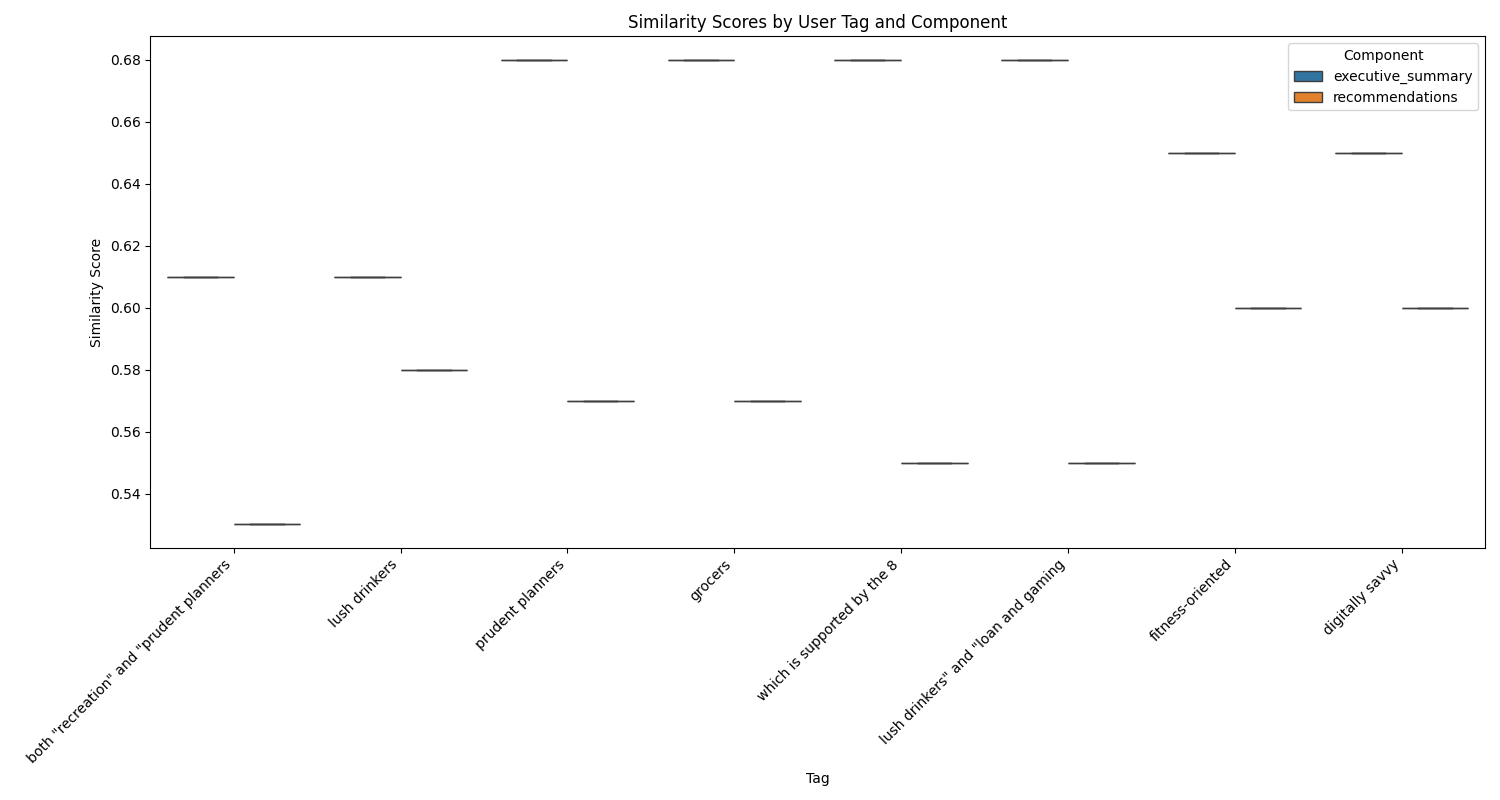 Similarity Scores by User Tag and Component
Similarity Score
0.68
0.66
0.64
0.62
0.60
0.58
0.56
0.54
Component
executive_summary
recommendations
both "recreation" and "prudent planners
lush drinkers
prudent planners
grocers
which is supported by the 8
lush drinkers" and "loan and gaming
fitness-oriented
digitally savvy
Tag